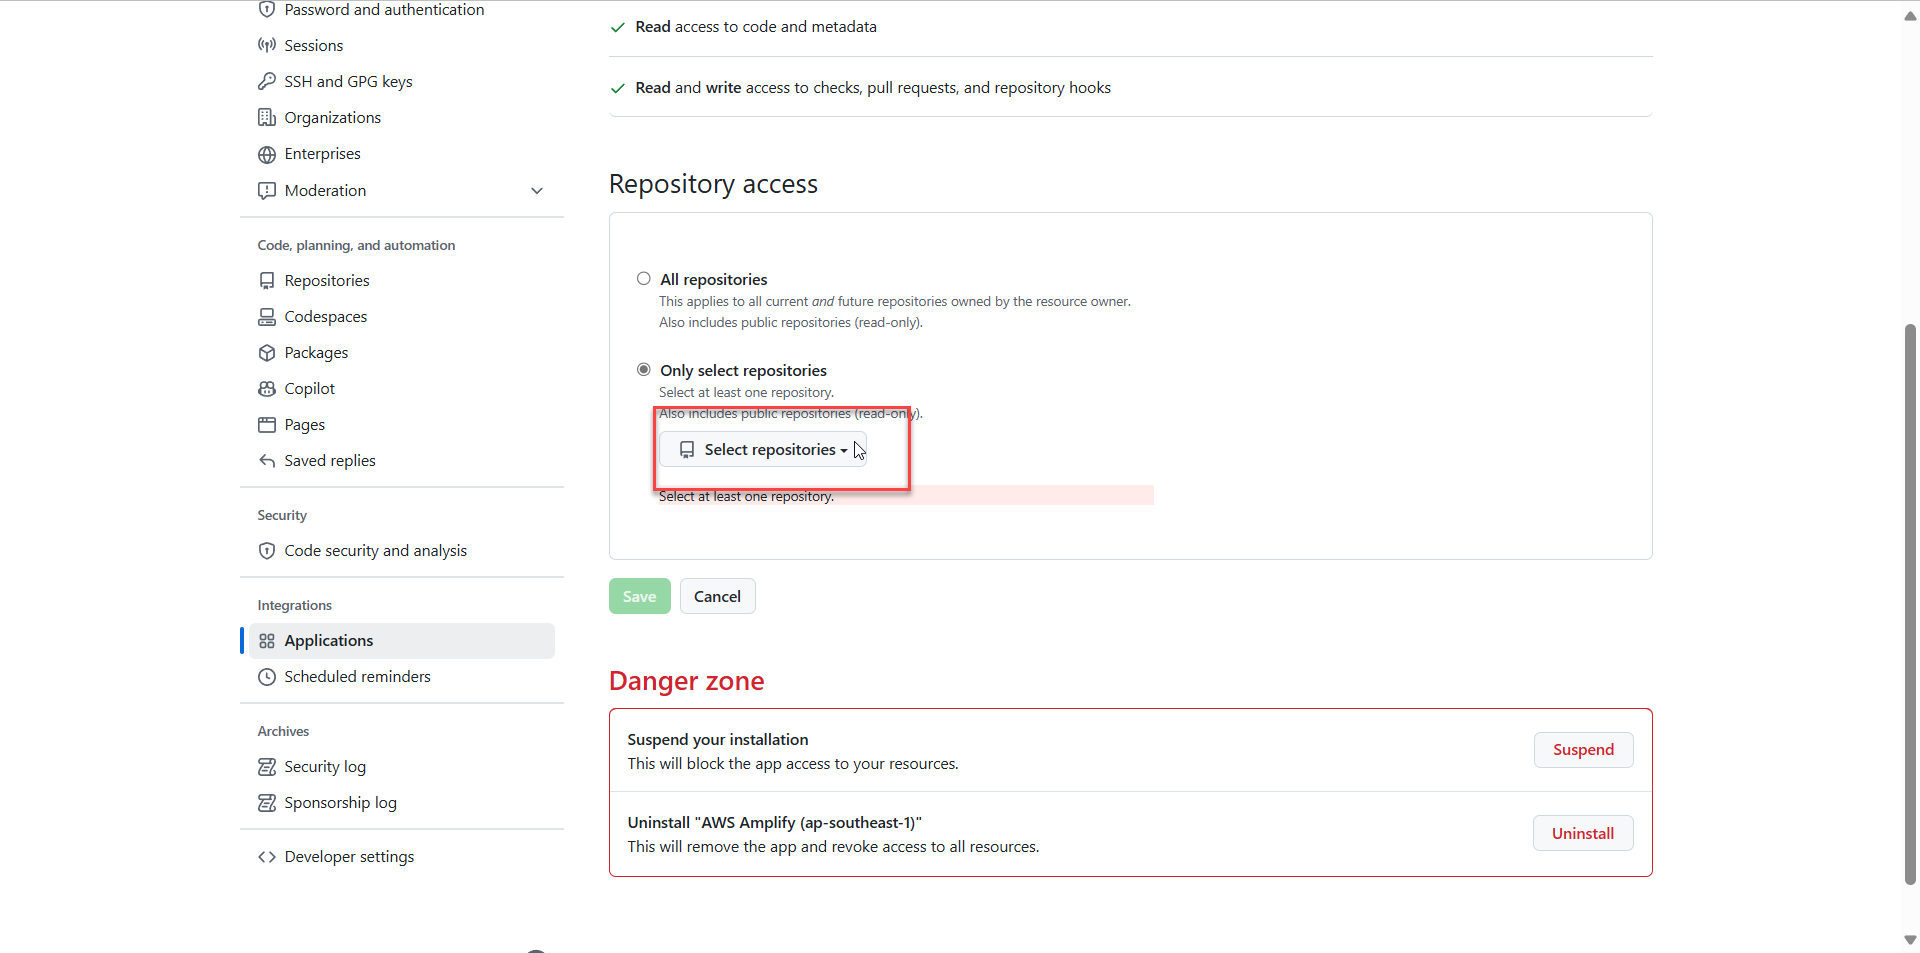 Password and authentication
Sessions
SSH and GPG keys
Organizations
Enterprises
Moderation
Code, planning, and automation
Repositories
Codespaces
Packages
Copilot
Pages
Saved replies
Security
Code security and analysis
Integrations
Applications
Scheduled reminders
Archives
Security log
Sponsorship log
Developer settings
Read access to code and metadata
Read and write access to checks, pull requests, and repository hooks
Repository access
All repositories
This applies to all current and future repositories owned by the resource owner.
Also includes public repositories (read-only).
Only select repositories
Select at least one repository.
Also includes public repositories (read-only).
Select repositories
Select at least one repository.
Save
Cancel
Danger zone
Suspend your installation
This will block the app access to your resources.
Suspend
Uninstall "AWS Amplify (ap-southeast-1)"
This will remove the app and revoke access to all resources.
Uninstall